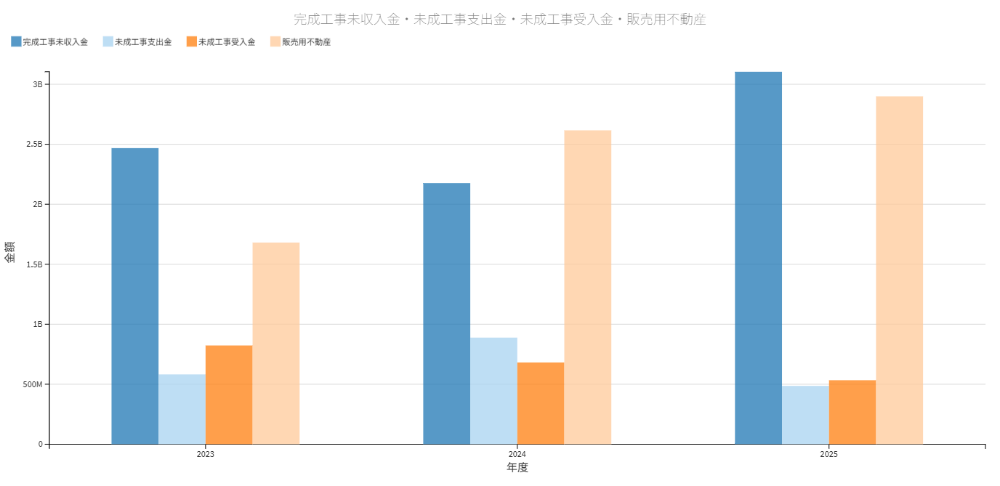 完成工事未収入金・未成工事支出金・未成工事受入金・販売用不動産
完成工事未収入金 未成工事支出金 未成工事受入金 販売用不動産
3B
2.5B
2B
1.5B
1B
500M
0
金額
2023 2024 2025
年度